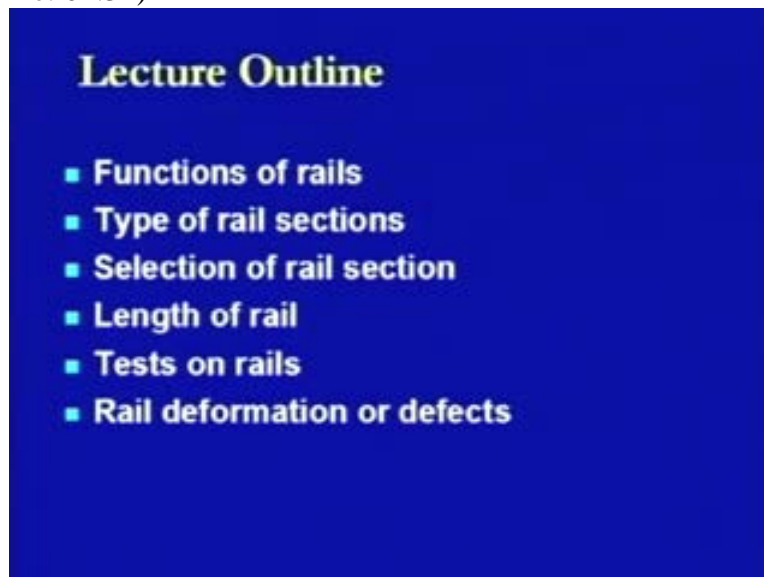 Lecture Outline
Functions of rails
Type of rail sections
Selection of rail section
Length of rail
Tests on rails
Rail deformation or defects